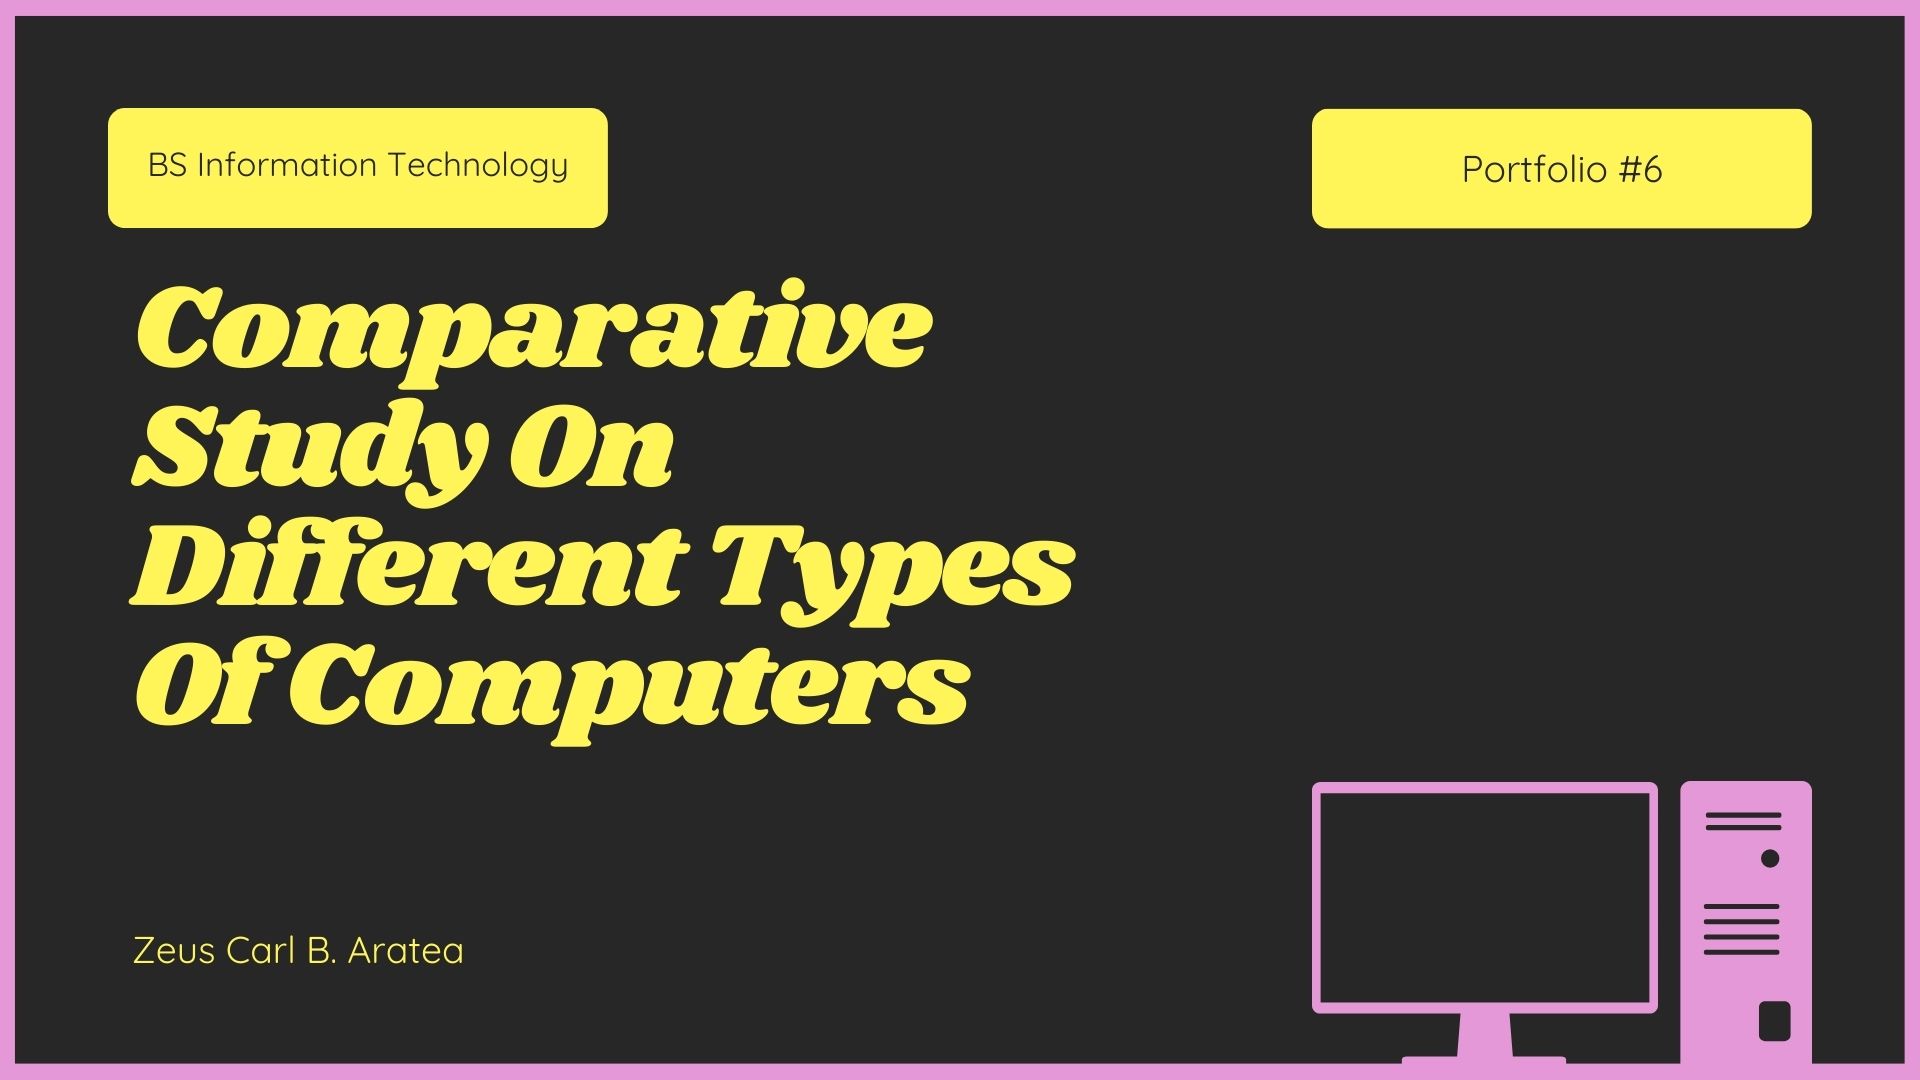 BS Information Technology
Portfolio #6
Comparative
Study On
Different Types
Of Computers
Zeus Carl B. Aratea